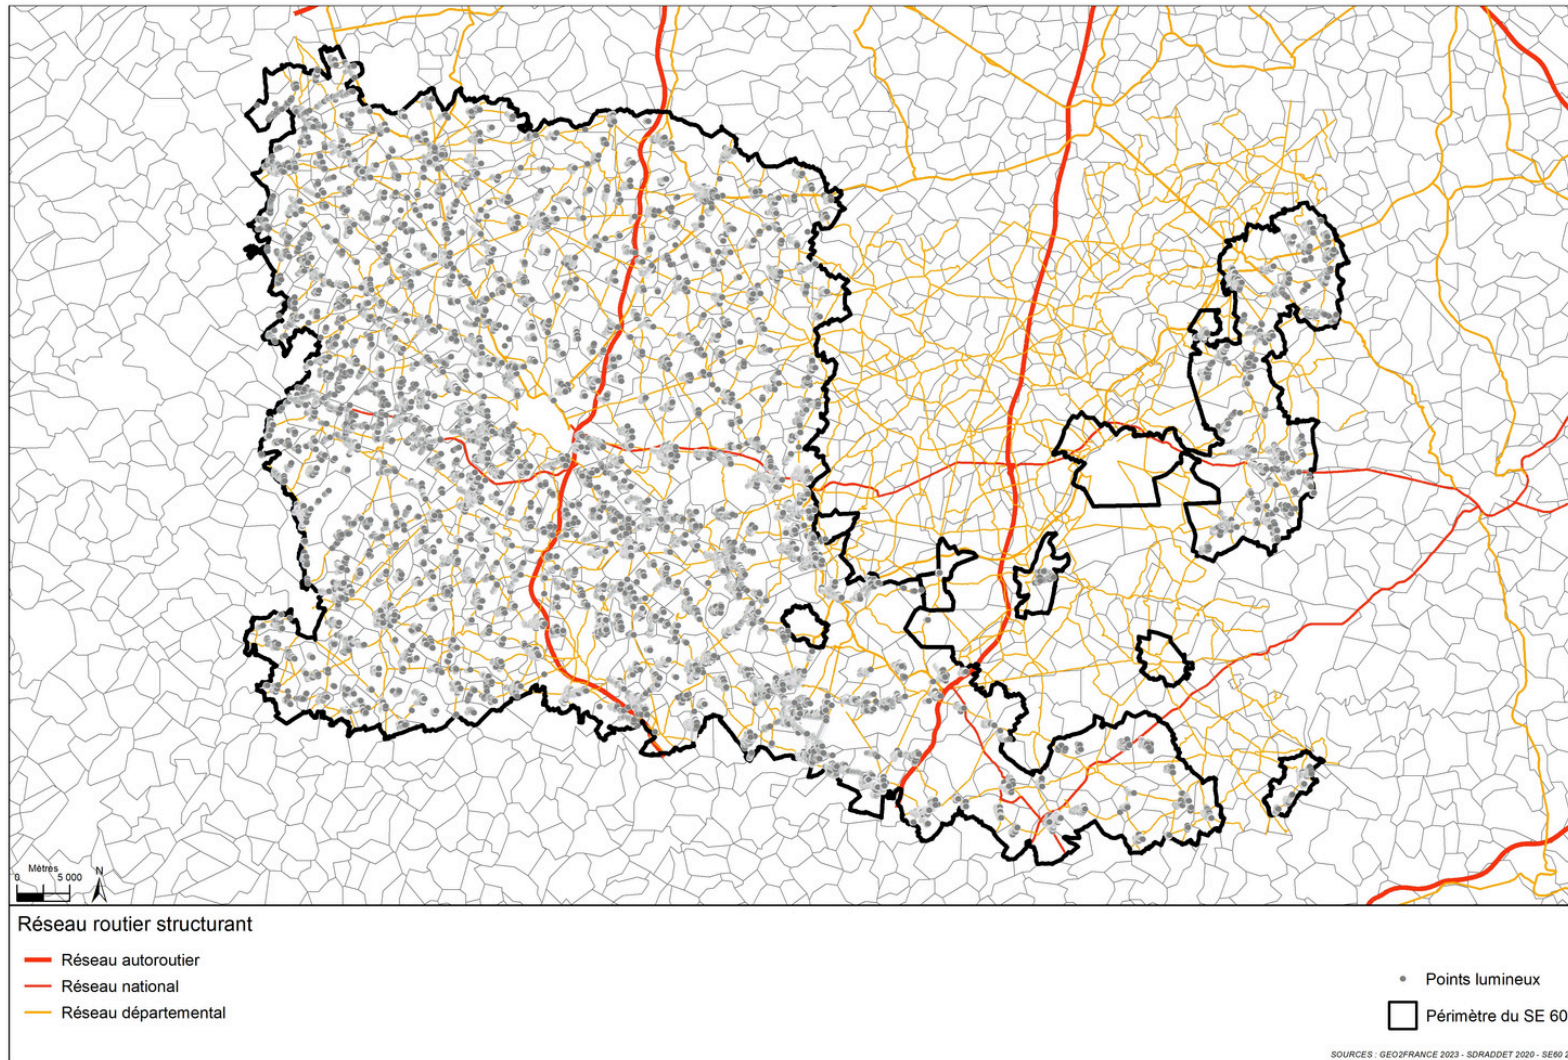 Mètres
0 5 000
N
Réseau routier structurant
Réseau autoroutier
Réseau national
Réseau départemental
Points lumineux
Périmètre du SE 60
SOURCES : GEO2FRANCE 2023 - SDRADDET 2020 - SE60